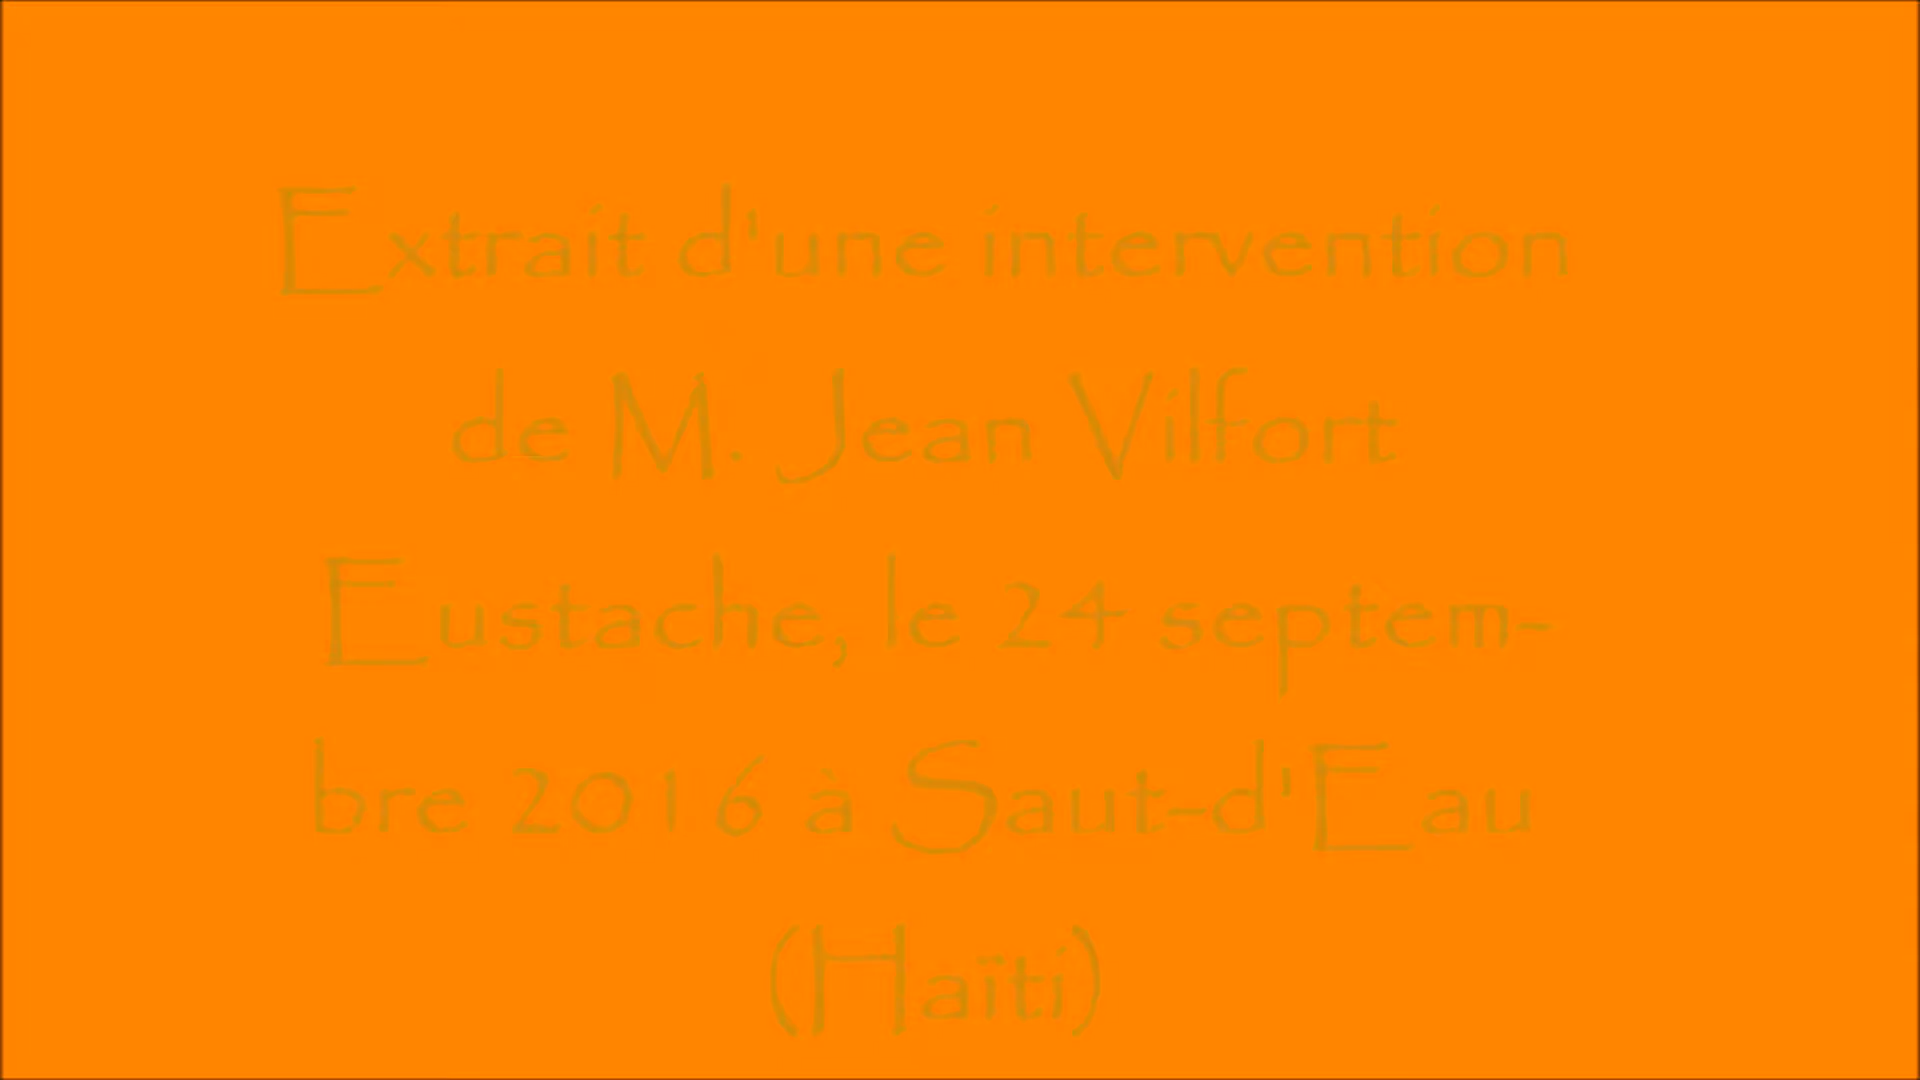 Extrait d'une intervention
de M. Jean Vilfort
Eustache, le 24 septem-
bre 2016 à Saut-d'Eau
(Haïti)